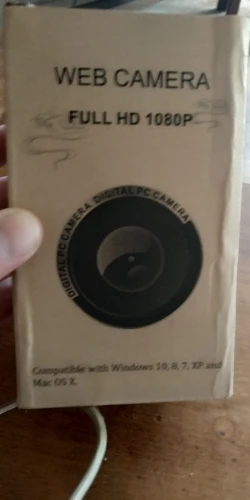 WEB CAMERA
FULL HD 1080P
DIGITAL PC CAMERA DIGITAL PC CAMERA
Compatible with Windows 10, 8, 7, XP and
Mac OS X.